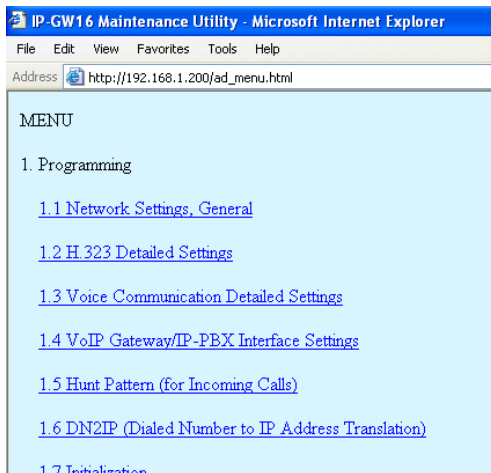 IP-GW16 Maintenance Utility - Microsoft Internet Explorer
File Edit View Favorites Tools Help
Address http://192.168.1.200/ad_menu.html
MENU
1. Programming
1.1 Network Settings, General
1.2 H.323 Detailed Settings
1.3 Voice Communication Detailed Settings
1.4 VoIP Gateway/IP-PBX Interface Settings
1.5 Hunt Pattern (for Incoming Calls)
1.6 DN2IP (Dialed Number to IP Address Translation)
1.7 Initialization